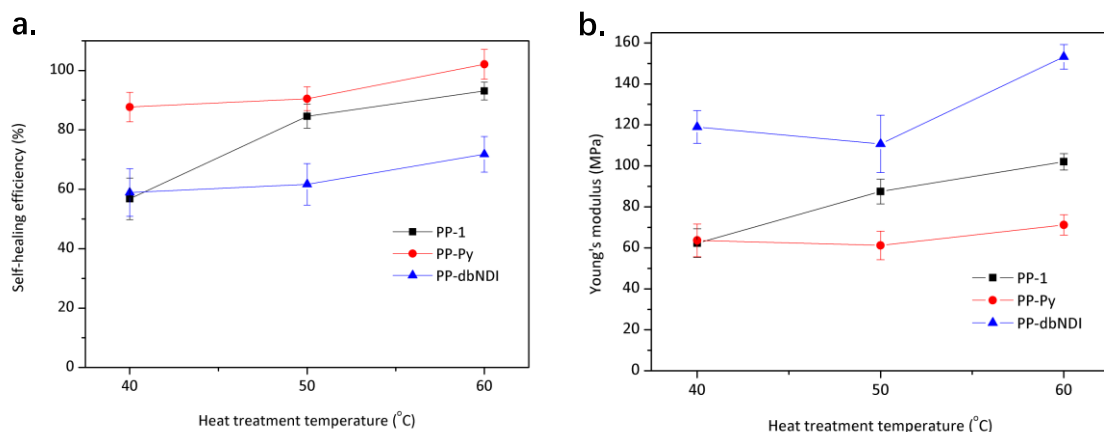 a.
100
80
60
40
20
0
Self-healing efficiency (%)
PP-1
PP-Py
PP-dbNDI
40
50
60
Heat treatment temperature (°C)
b.
160
140
120
100
80
60
40
20
0
Young's modulus (MPa)
PP-1
PP-Py
PP-dbNDI
40
50
60
Heat treatment temperature (°C)